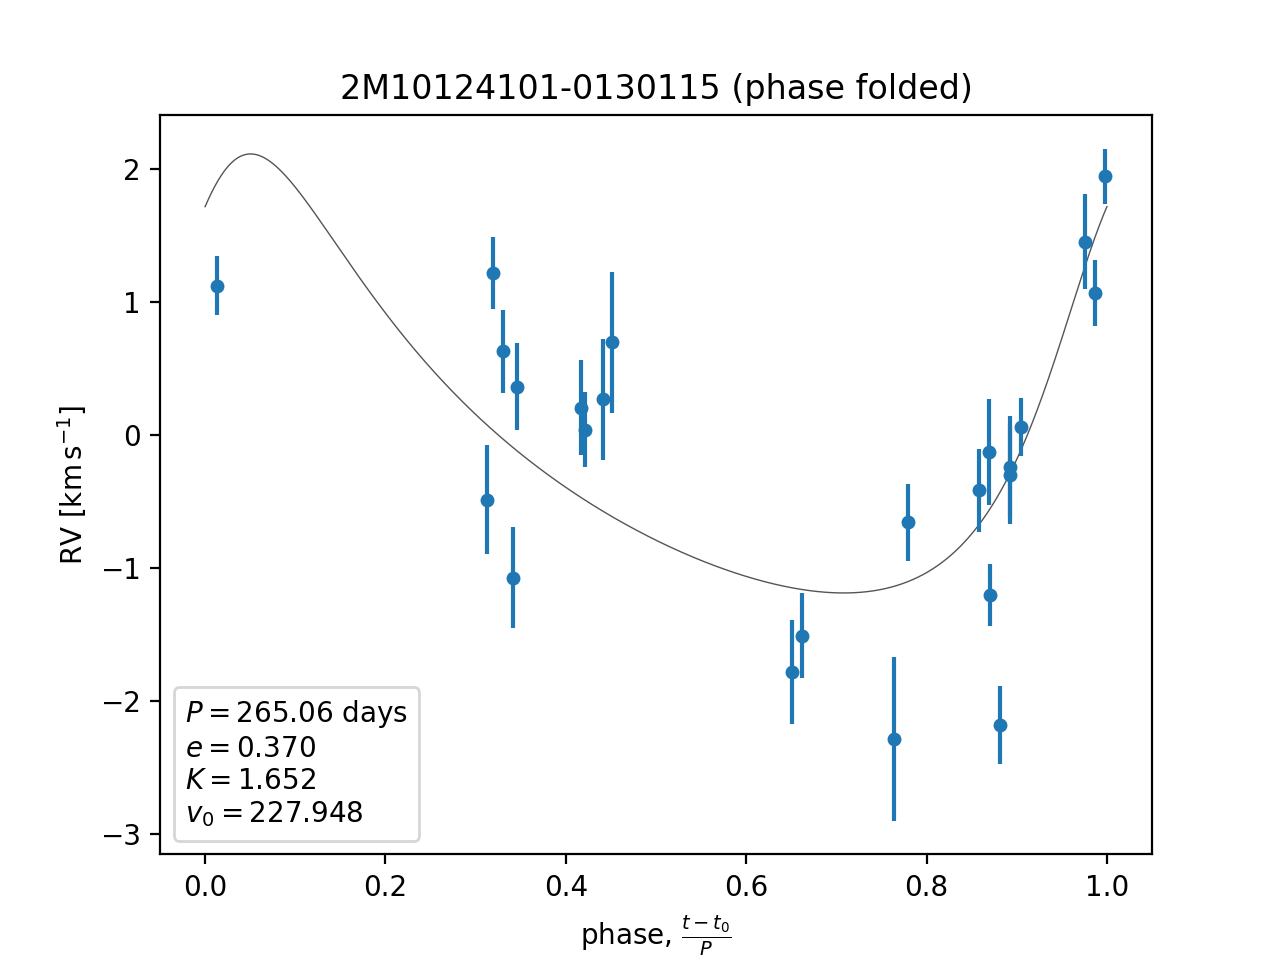 2M10124101-0130115 (phase folded)
2
1
0
−1
−2
−3
RV [km s⁻¹]
P = 265.06 days
e = 0.370
K = 1.652
v₀ = 227.948
0.0 0.2 0.4 0.6 0.8 1.0
phase, (t − t₀)/P